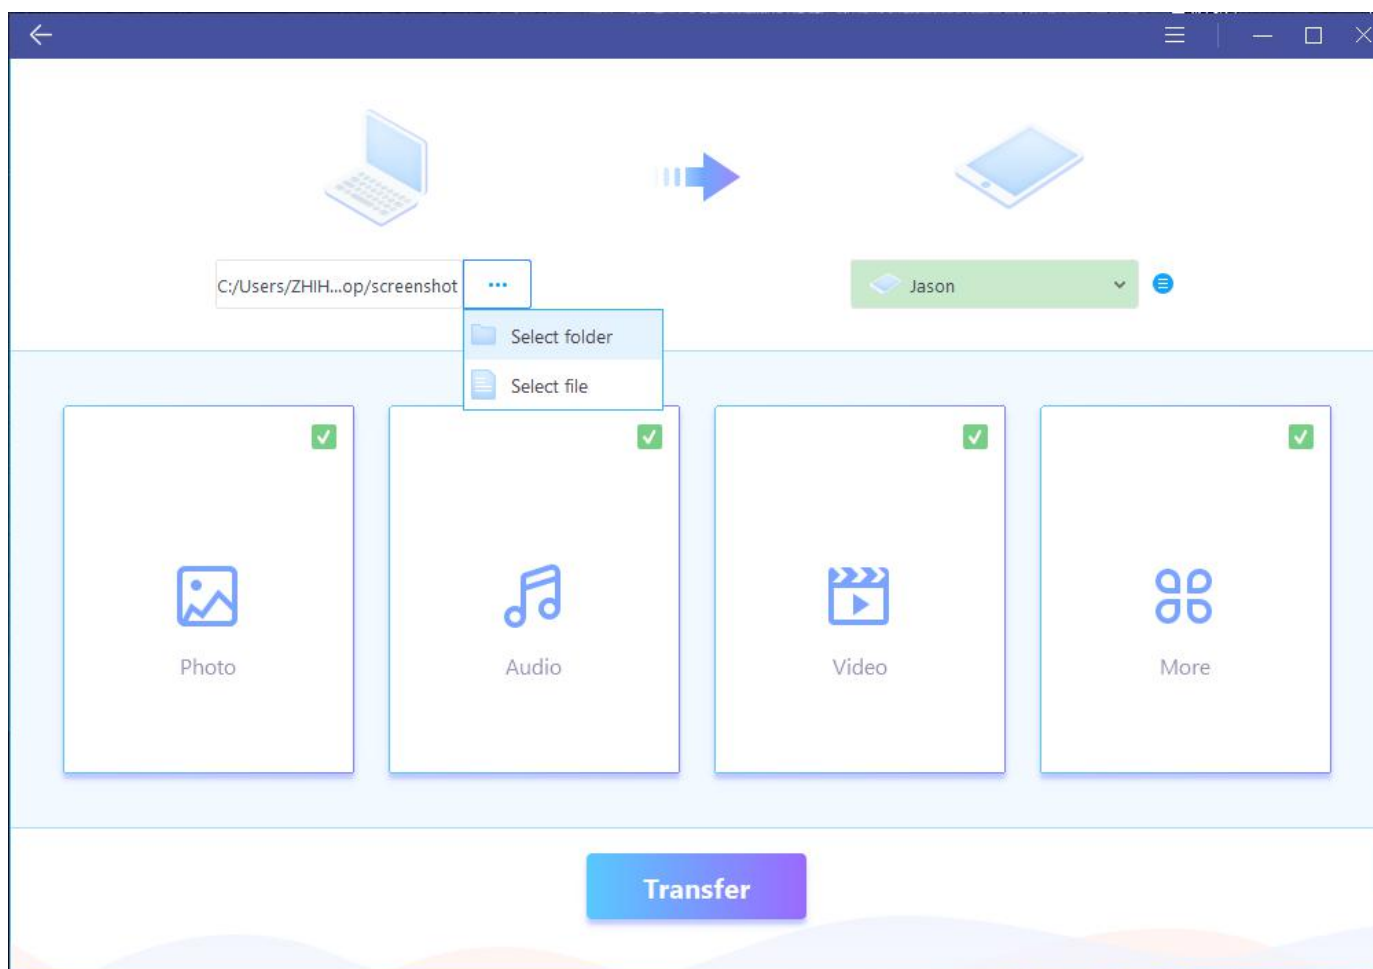 C:/Users/ZHIH...op/screenshot
Jason
Select folder
Select file
Photo
Audio
Video
More
Transfer